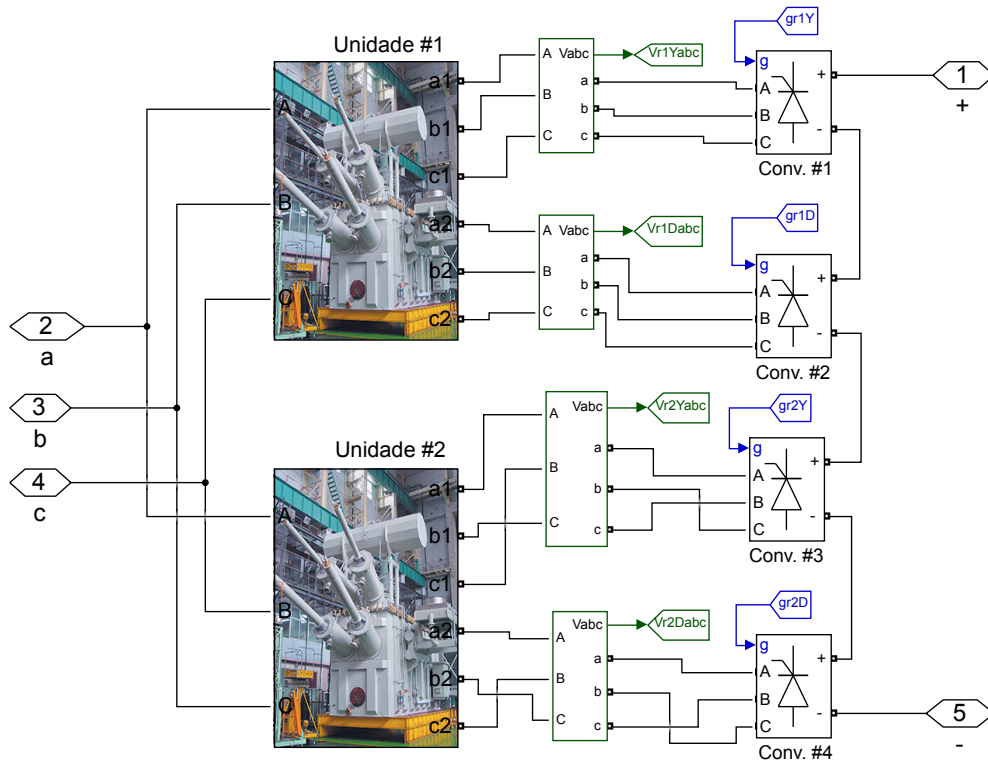 Unidade #1
A
B
C
a1
b1
c1
a2
b2
c2
A
B
C
Vabc
a
b
c
Vr1Yabc
gr1Y
g
A
B
C
+
-
Conv. #1
1
+
A
B
C
Vabc
a
b
c
Vr1Dabc
gr1D
g
A
B
C
+
-
Conv. #2
2
a
3
b
4
c
Unidade #2
A
B
C
a1
b1
c1
a2
b2
c2
A
B
C
Vabc
a
b
c
Vr2Yabc
gr2Y
g
A
B
C
+
-
Conv. #3
A
B
C
Vabc
a
b
c
Vr2Dabc
gr2D
g
A
B
C
+
-
Conv. #4
5
-